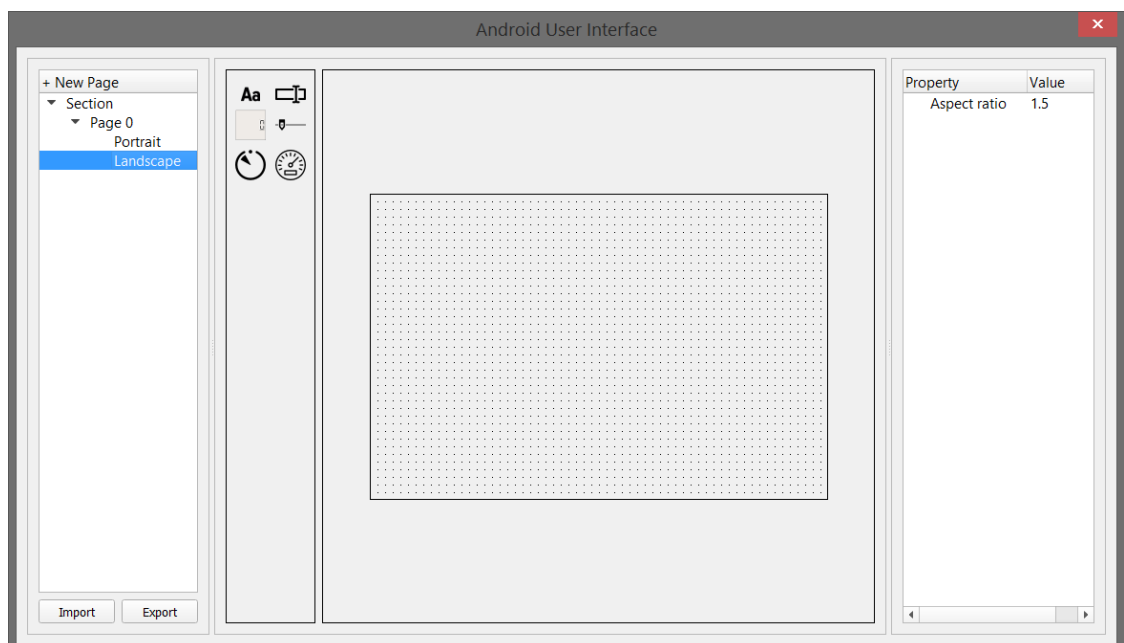 Android User Interface
+ New Page
Section
Page 0
Portrait
Landscape
Import
Export
Aa
0
Property Value
Aspect ratio 1.5